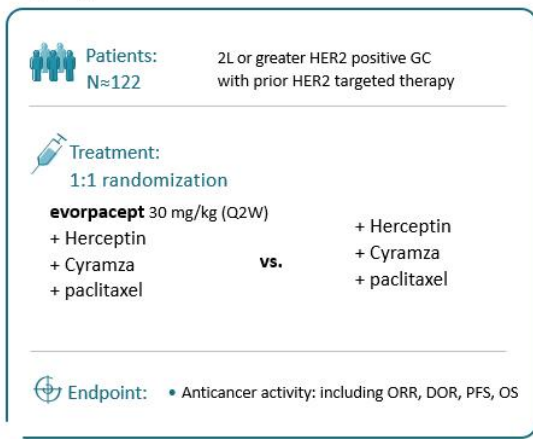 Patients:
N≈122
2L or greater HER2 positive GC
with prior HER2 targeted therapy
Treatment:
1:1 randomization
evorpacept 30 mg/kg (Q2W)
+ Herceptin
+ Cyramza
+ paclitaxel
vs.
+ Herceptin
+ Cyramza
+ paclitaxel
Endpoint:
• Anticancer activity: including ORR, DOR, PFS, OS